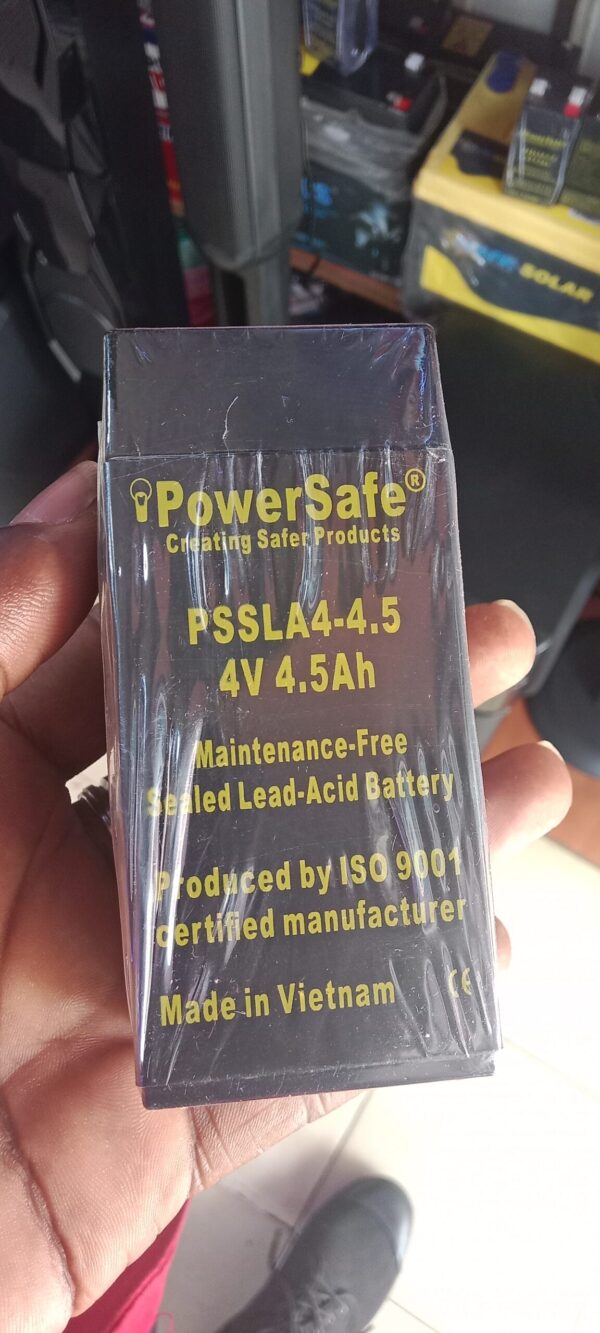 PowerSafe®
Creating Safer Products
PSSLA4-4.5
4V 4.5Ah
Maintenance-Free
Sealed Lead-Acid Battery
Produced by ISO 9001
certified manufacturer
Made in Vietnam
CE
SOLAR